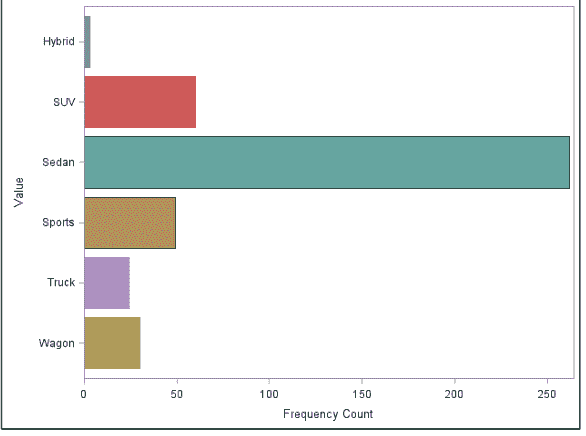 Hybrid
SUV
Sedan
Sports
Truck
Wagon
Value
0 50 100 150 200 250
Frequency Count